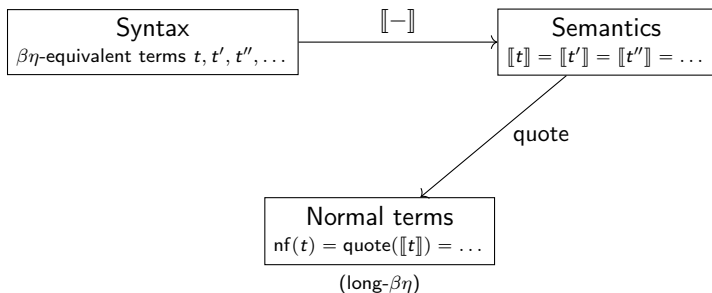 ⟦−⟧
Syntax
βη-equivalent terms t, t′, t″, …
Semantics
⟦t⟧ = ⟦t′⟧ = ⟦t″⟧ = …
quote
Normal terms
nf(t) = quote(⟦t⟧) = …
(long-βη)